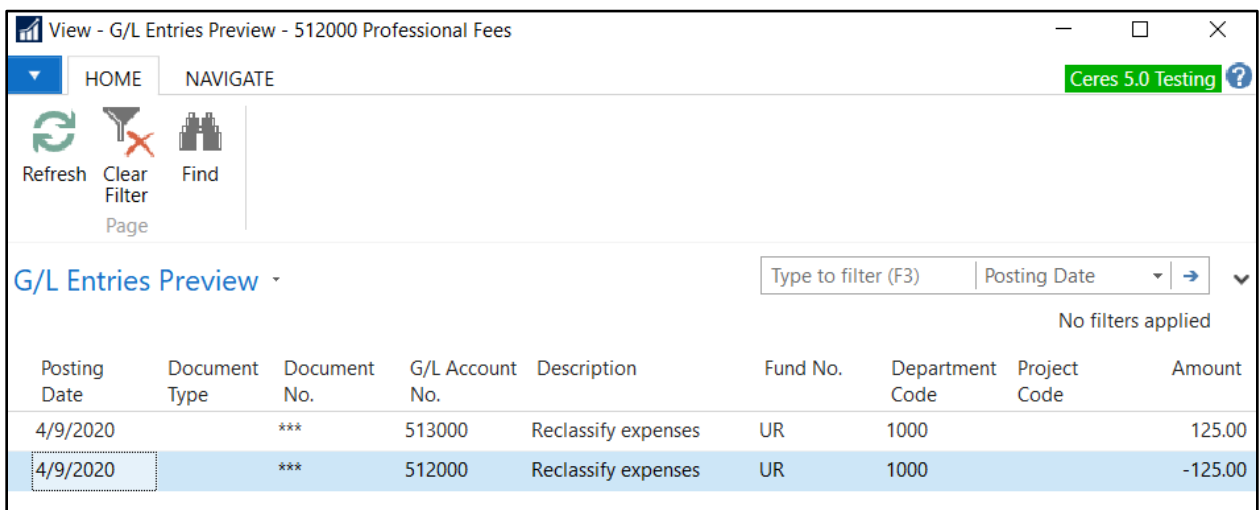 View - G/L Entries Preview - 512000 Professional Fees
HOME NAVIGATE Ceres 5.0 Testing ?
Refresh Clear Filter Find
Page
G/L Entries Preview Type to filter (F3) Posting Date
No filters applied
Posting Date Document Type Document No. G/L Account No. Description Fund No. Department Code Project Code Amount
4/9/2020 *** 513000 Reclassify expenses UR 1000 125.00
4/9/2020 *** 512000 Reclassify expenses UR 1000 -125.00